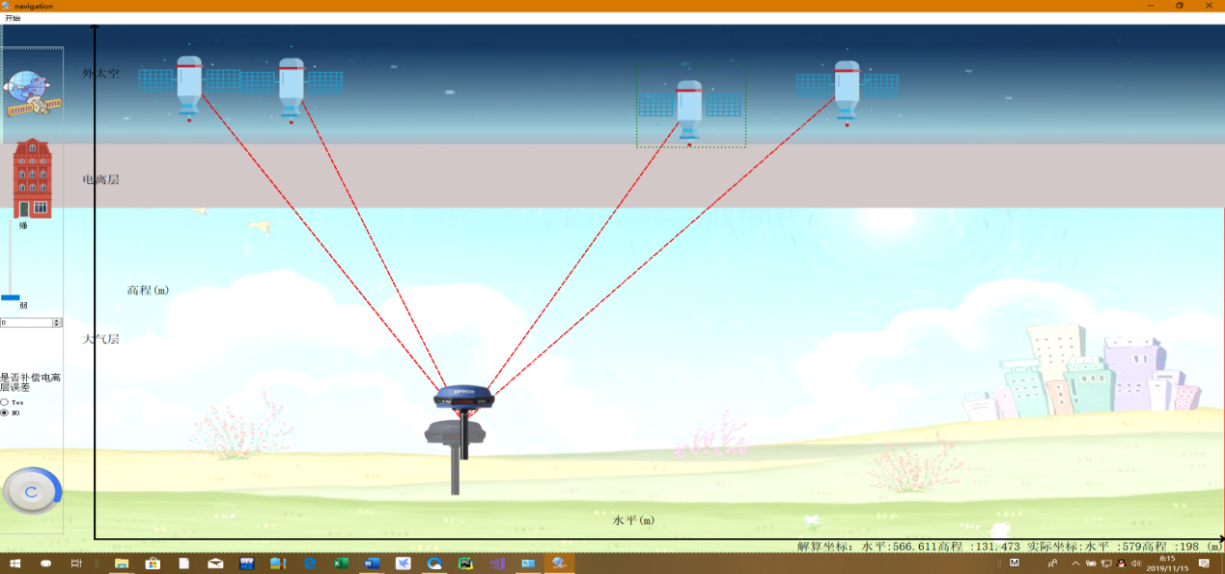 navigation
开始
外太空
电离层
强
高程(m)
弱
0
大气层
是否补偿电离
层误差
Yes
NO
C
水平(m)
解算坐标: 水平:566.611高程 :131.473 实际坐标:水平 :579高程 :198 (m)
8:15
2019/11/15